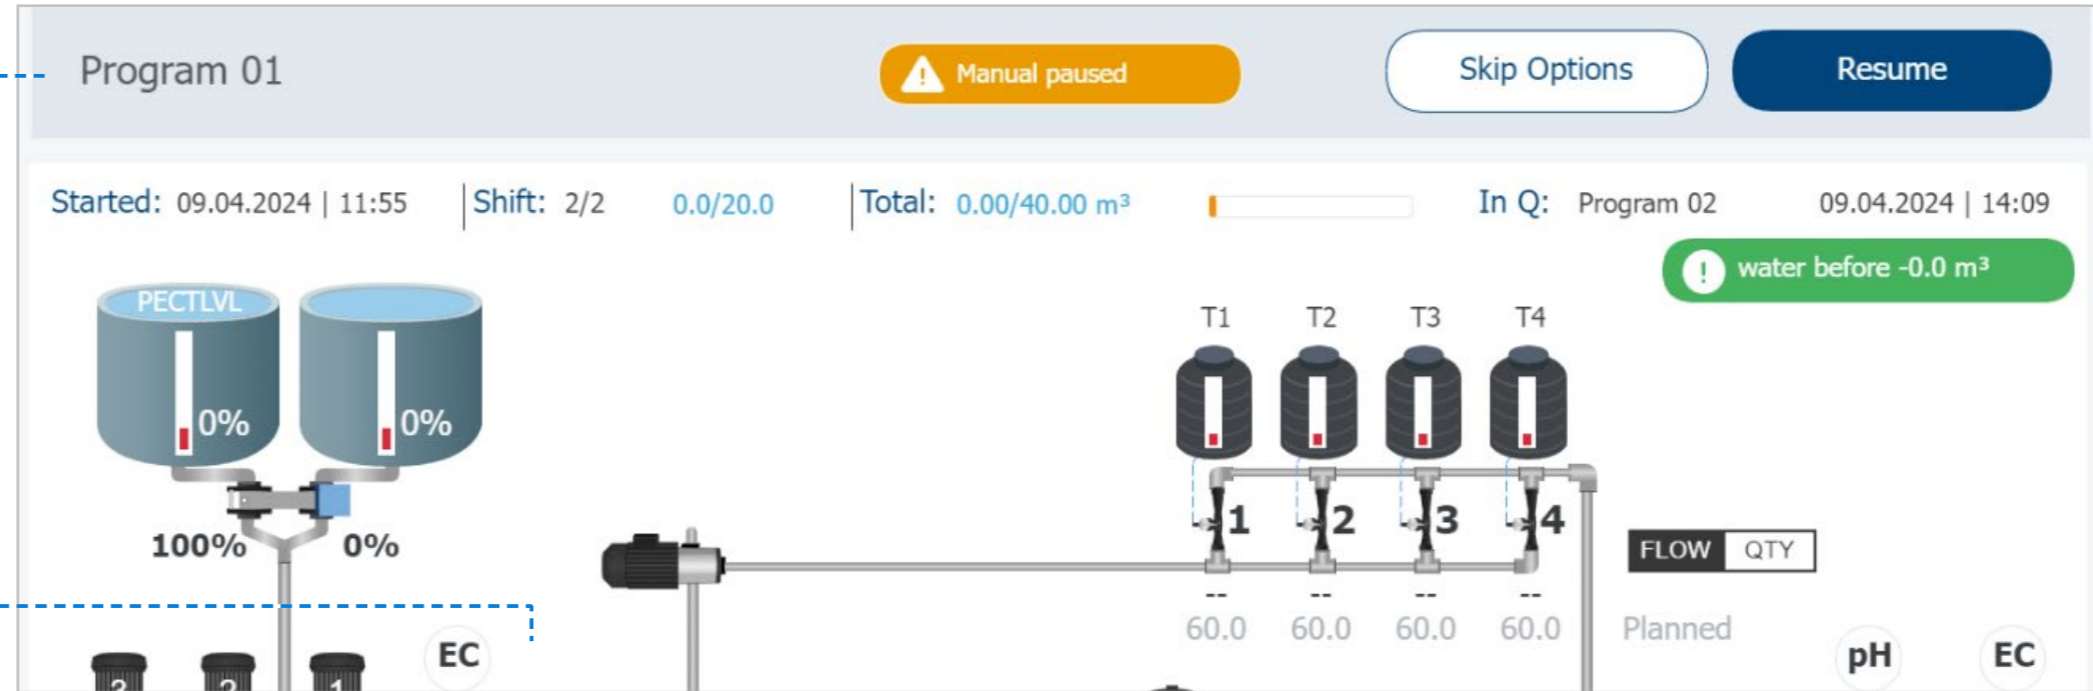 Program 01
Manual paused
Skip Options
Resume
Started: 09.04.2024 | 11:55
Shift: 2/2 0.0/20.0
Total: 0.00/40.00 m³
In Q: Program 02 09.04.2024 | 14:09
water before -0.0 m³
PECTLVL
T1 T2 T3 T4
0% 0%
1 2 3 4
100% 0%
FLOW QTY
-- -- -- --
60.0 60.0 60.0 60.0 Planned
EC
pH EC
2 1